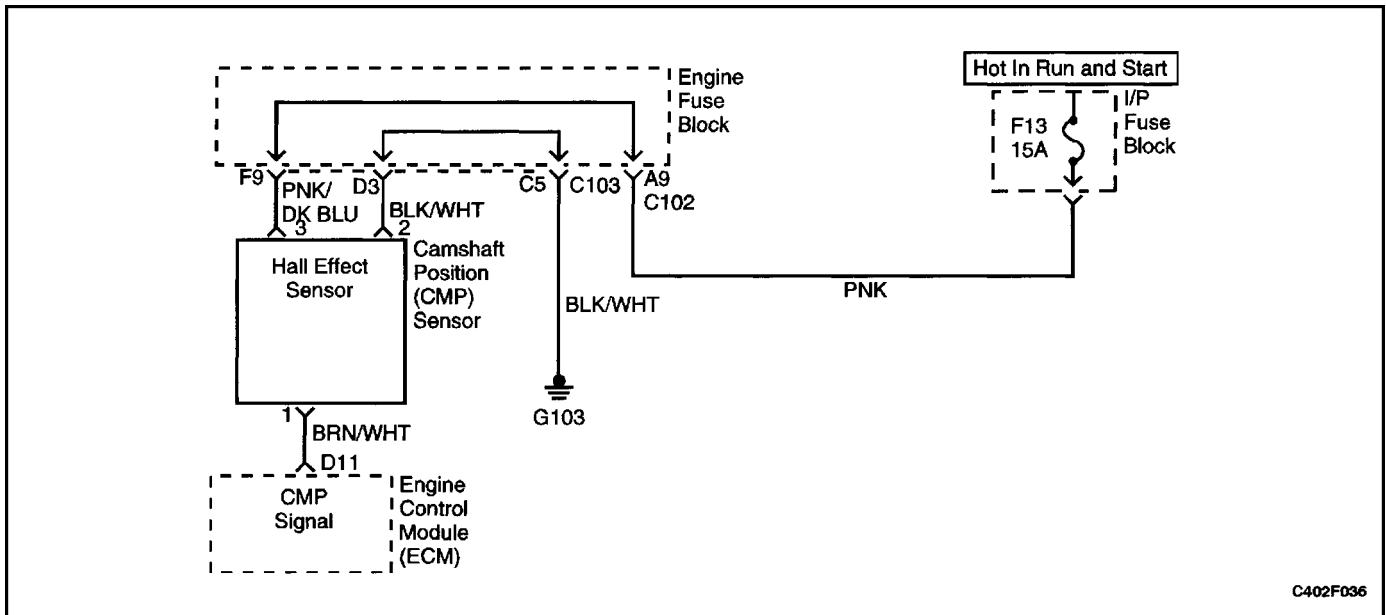 Hot In Run and Start
Engine
Fuse
Block
I/P
Fuse
Block
F13
15A
F9
PNK/
DK BLU
D3
BLK/WHT
C5
C103
A9
C102
3
2
Hall Effect
Sensor
Camshaft
Position
(CMP)
Sensor
BLK/WHT
PNK
G103
1
BRN/WHT
D11
CMP
Signal
Engine
Control
Module
(ECM)
C402F036